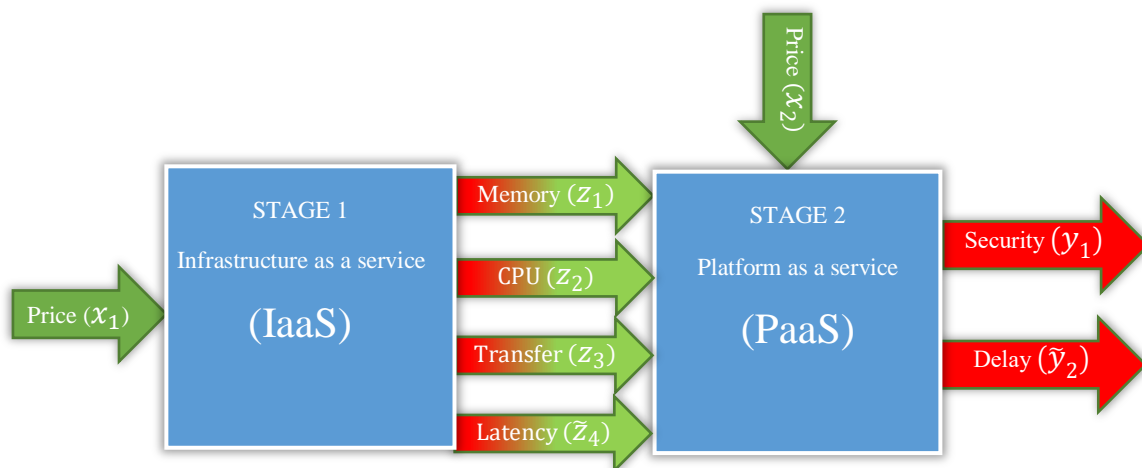 Price (x₁)
STAGE 1
Infrastructure as a service
(IaaS)
Memory (z₁)
CPU (z₂)
Transfer (z₃)
Latency (z̃₄)
Price (x₂)
STAGE 2
Platform as a service
(PaaS)
Security (y₁)
Delay (ỹ₂)